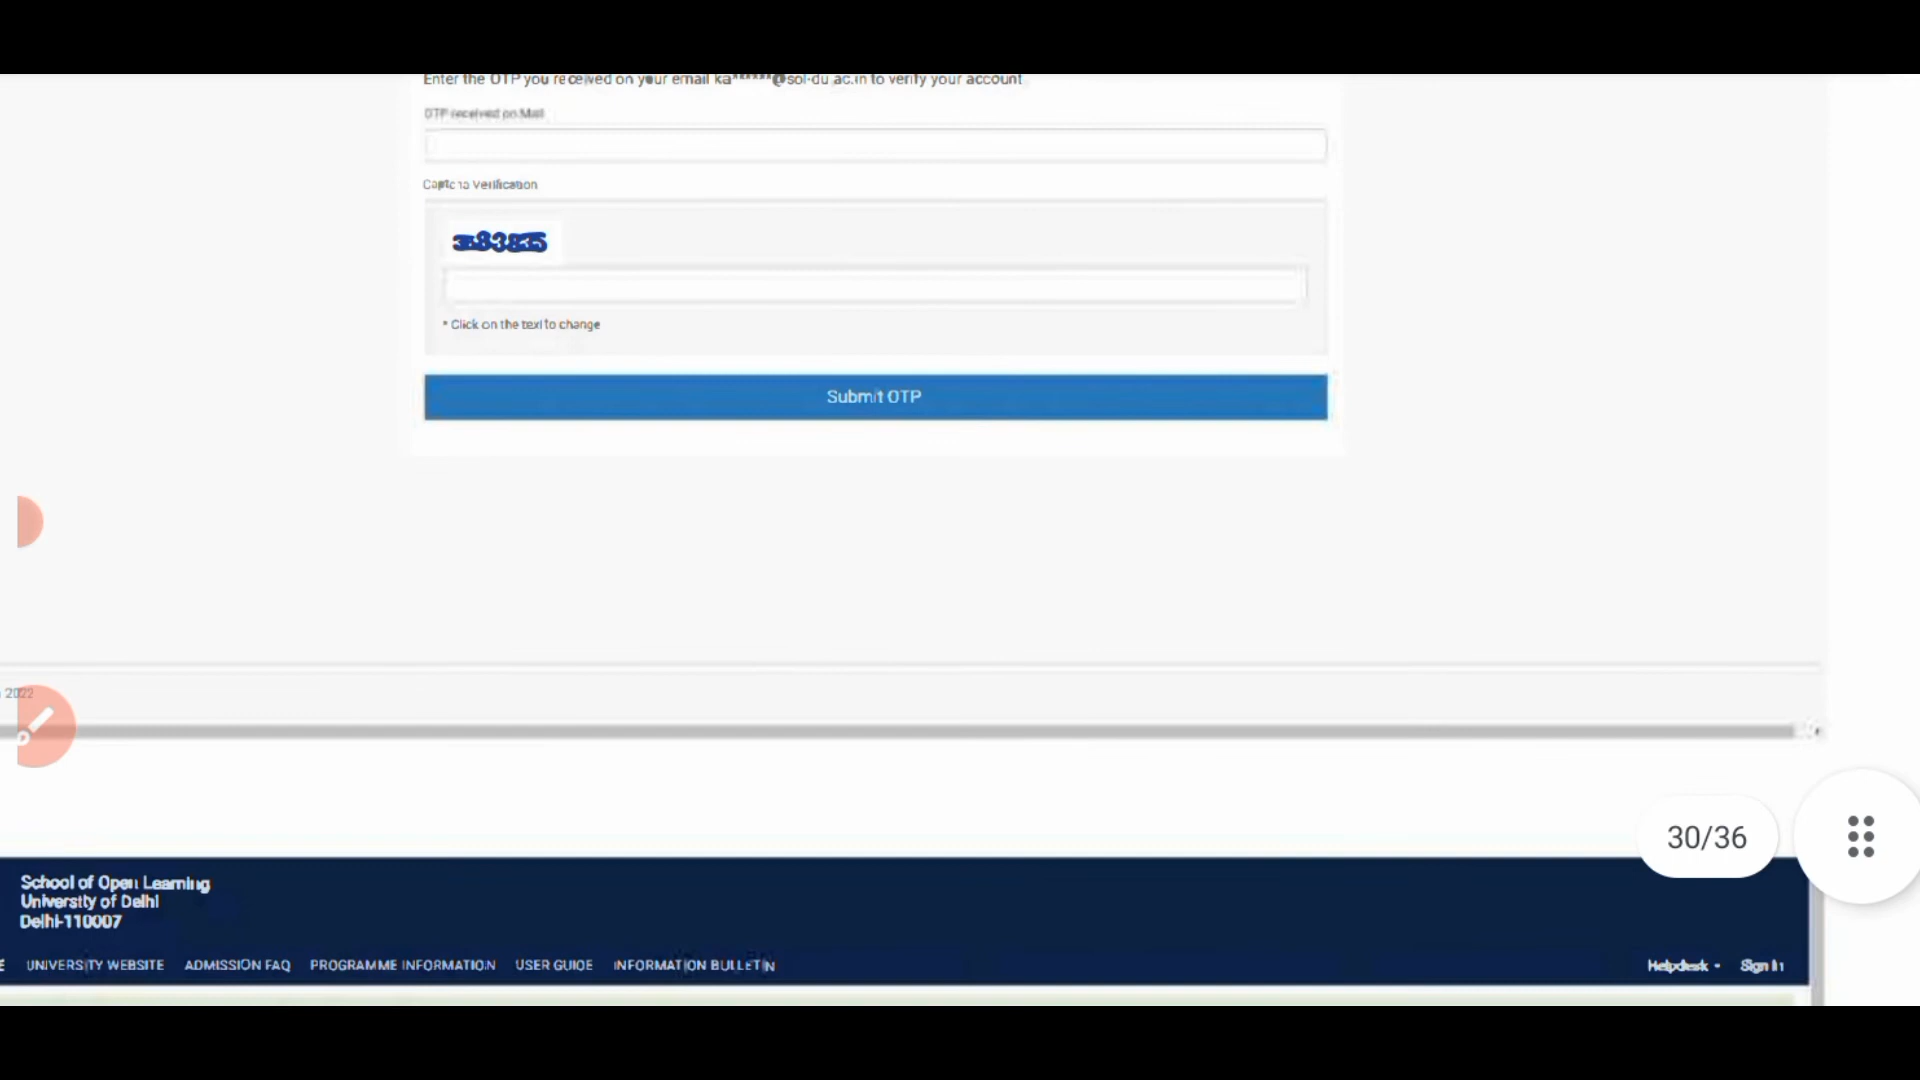 Enter the OTP you received on your email ka******@sol-du.ac.in to verify your account
OTP received on Mail
Captcha Verification
* Click on the text to change
Submit OTP
2022
30/36
School of Open Learning
University of Delhi
Delhi-110007
UNIVERSITY WEBSITE ADMISSION FAQ PROGRAMME INFORMATION USER GUIDE INFORMATION BULLETIN Helpdesk Sign In